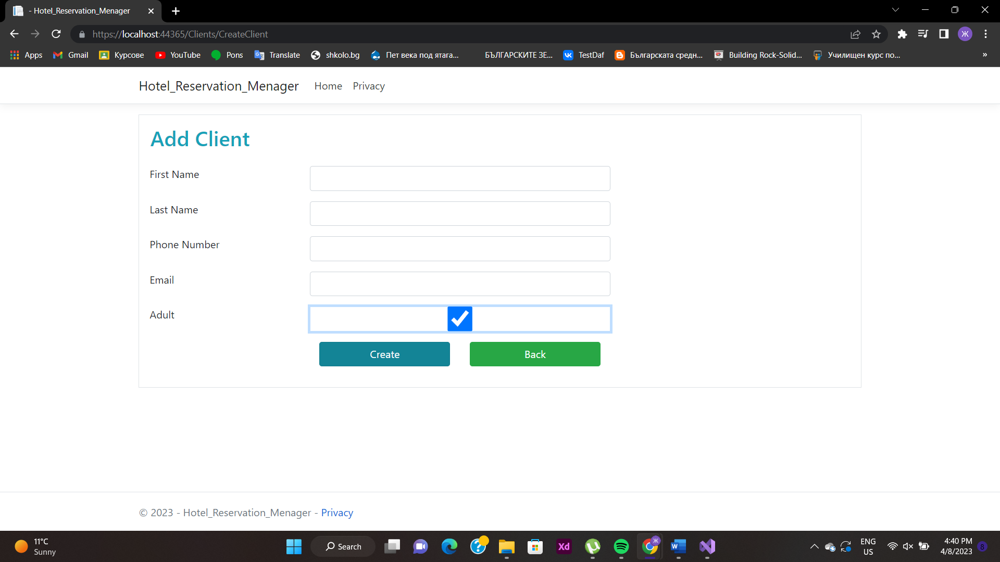 - Hotel_Reservation_Menager
https://localhost:44365/Clients/CreateClient
Ж
Apps Gmail Курсове YouTube Pons Translate shkolo.bg Пет века под ятага... БЪЛГАРСКИТЕ ЗЕ... TestDaf Българската средн... Building Rock-Solid... Училищен курс по... »
Hotel_Reservation_Menager Home Privacy
Add Client
First Name
Last Name
Phone Number
Email
Adult
Create Back
© 2023 - Hotel_Reservation_Menager - Privacy
11°C
Sunny
Search
Xd
ENG
US
4:40 PM
4/8/2023
8